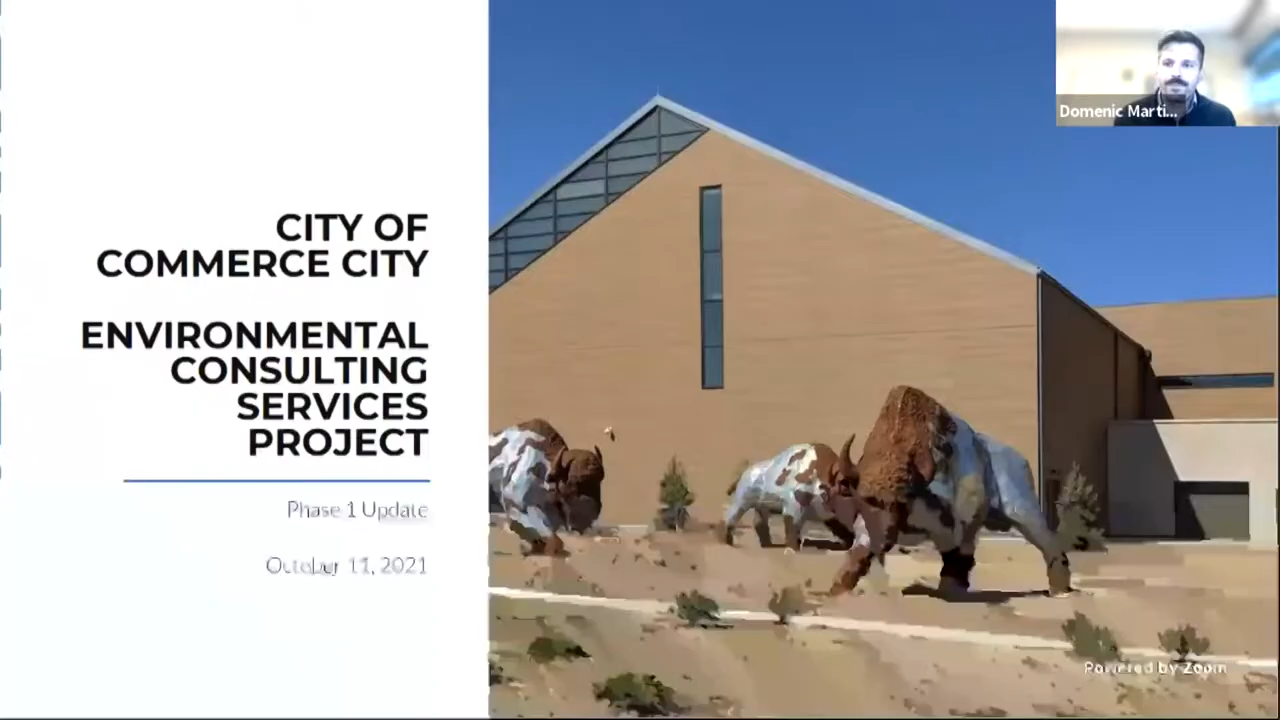 CITY OF
COMMERCE CITY
ENVIRONMENTAL
CONSULTING
SERVICES
PROJECT
Phase 1 Update
October 11, 2021
Domenic Marti...
Powered by Zoom